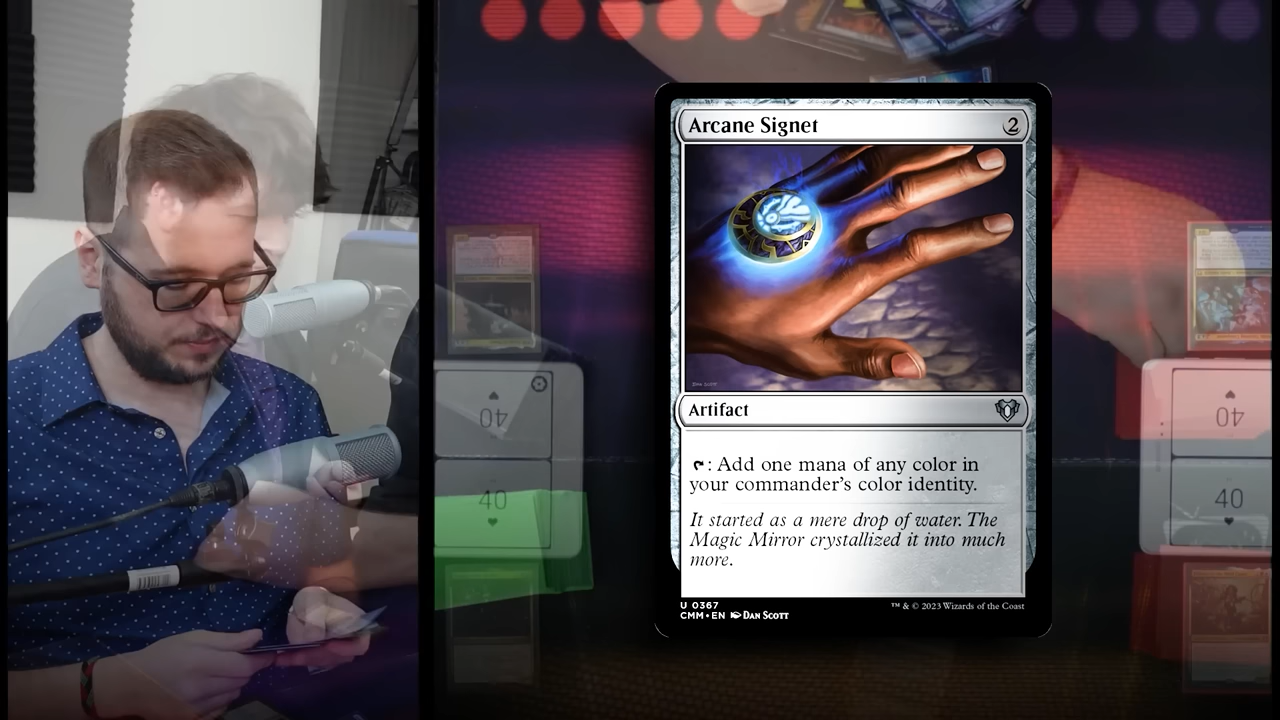 Arcane Signet 2
DAN SCOTT
Artifact
: Add one mana of any color in
your commander's color identity.
It started as a mere drop of water. The
Magic Mirror crystallized it into much
more.
U 0367
CMM • EN DAN SCOTT
™ & © 2023 Wizards of the Coast
40
40
40
40